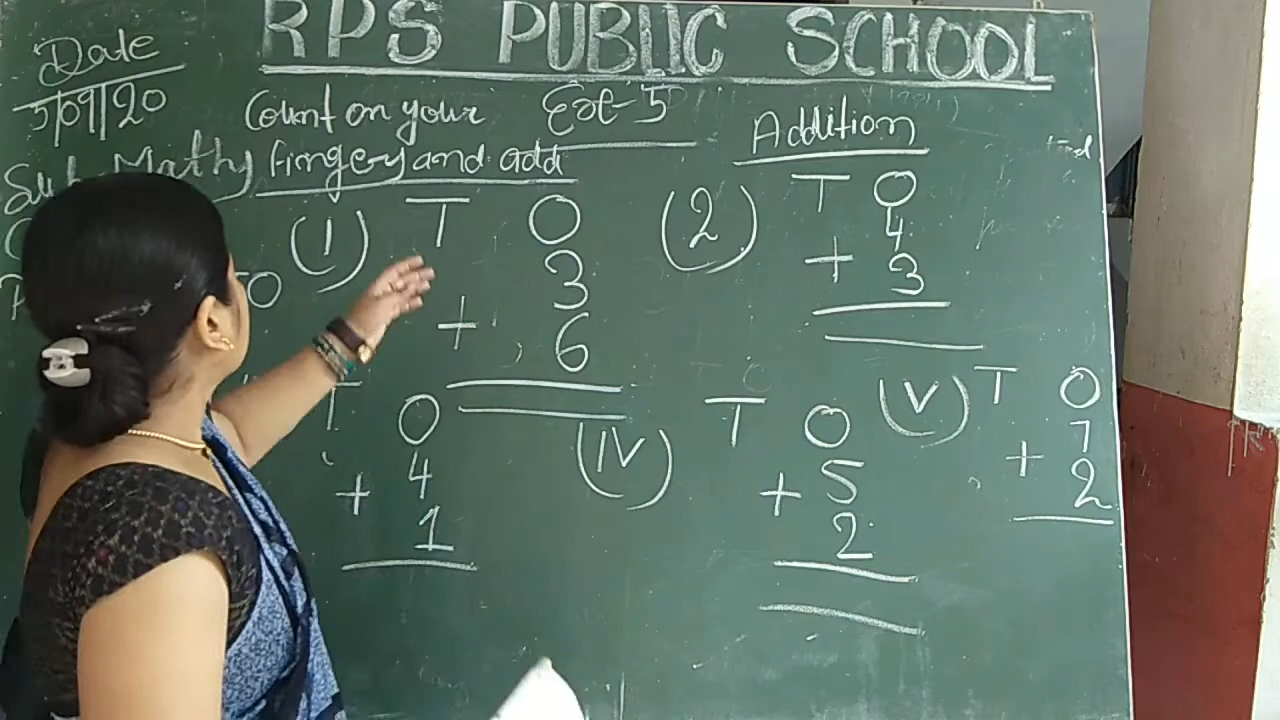 RPS PUBLIC SCHOOL
Date
5/09/20
Count on your Ex-5
Addition
Sub Maths fingers and add
(1) T O
3
+ 6
(2) T O
4
+ 3
T O
4
+ 1
(IV) T O
+ 5
2
(V) T O
7
+ 2